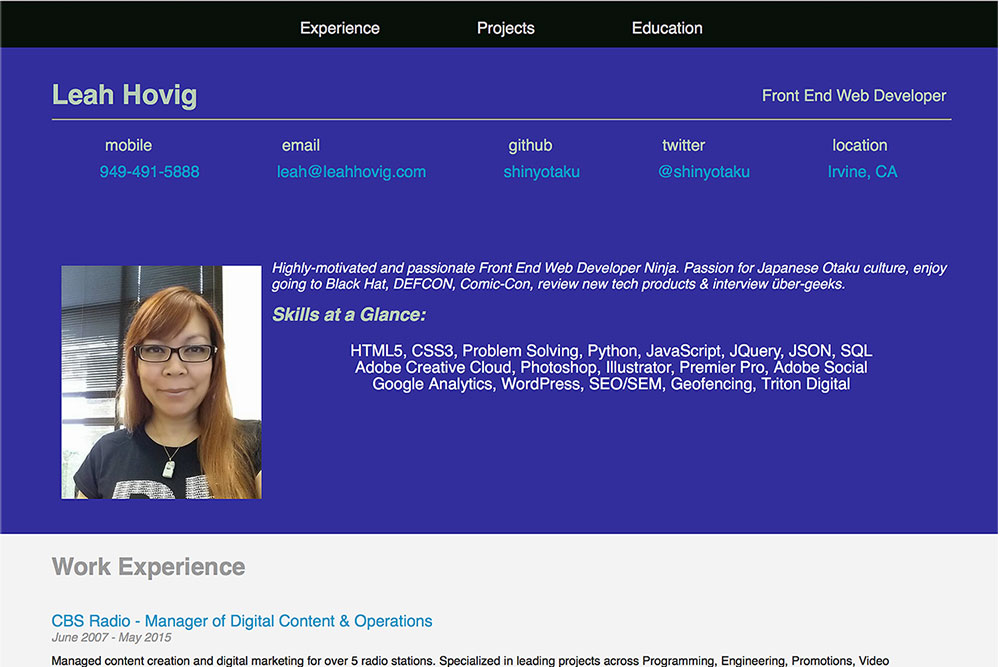 Experience Projects Education
Leah Hovig Front End Web Developer
mobile email github twitter location
949-491-5888 leah@leahhovig.com shinyotaku @shinyotaku Irvine, CA
Highly-motivated and passionate Front End Web Developer Ninja. Passion for Japanese Otaku culture, enjoy
going to Black Hat, DEFCON, Comic-Con, review new tech products & interview über-geeks.
Skills at a Glance:
HTML5, CSS3, Problem Solving, Python, JavaScript, JQuery, JSON, SQL
Adobe Creative Cloud, Photoshop, Illustrator, Premier Pro, Adobe Social
Google Analytics, WordPress, SEO/SEM, Geofencing, Triton Digital
Work Experience
CBS Radio - Manager of Digital Content & Operations
June 2007 - May 2015
Managed content creation and digital marketing for over 5 radio stations. Specialized in leading projects across Programming, Engineering, Promotions, Video